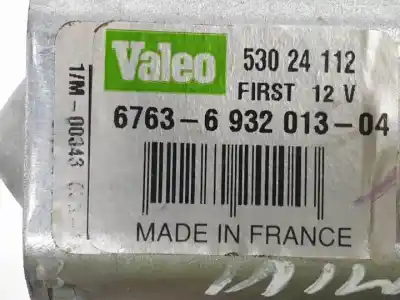 Valeo
530 24 112
FIRST 12 V
6763-6 932 013-04
MADE IN FRANCE
1/M-00343